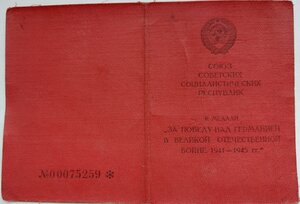 СОЮЗ
СОВЕТСКИХ
СОЦИАЛИСТИЧЕСКИХ
РЕСПУБЛИК
К МЕДАЛИ
„ЗА ПОБЕДУ НАД ГЕРМАНИЕЙ
В ВЕЛИКОЙ ОТЕЧЕСТВЕННОЙ
ВОЙНЕ 1941–1945 гг.“
№00075259 ✻